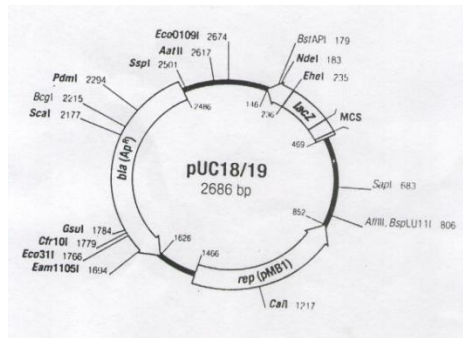 Eco0109I 2674
AatII 2617
SspI 2501
PdmI 2294
BcgI 2215
ScaI 2177
GsuI 1784
Cfr10I 1779
Eco31I 1766
Eam1105I 1694
BstAPI 179
NdeI 183
EheI 235
MCS
SapI 683
AflIII, BspLU11I 806
CaiI 1217
2486
146
236
lacZ
469
bla (ApR)
pUC18/19
2686 bp
852
1626
1466
rep (pMB1)